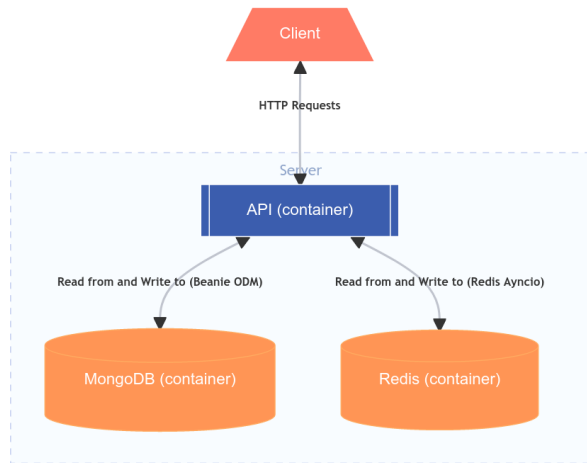 Client
HTTP Requests
Server
API (container)
Read from and Write to (Beanie ODM)
Read from and Write to (Redis Ayncio)
MongoDB (container)
Redis (container)